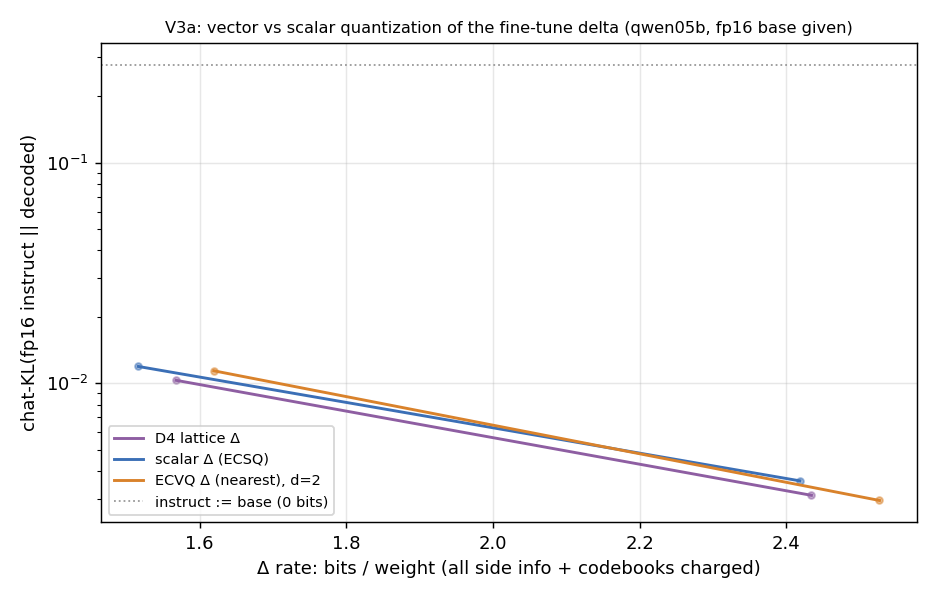 V3a: vector vs scalar quantization of the fine-tune delta (qwen05b, fp16 base given)
chat-KL(fp16 instruct || decoded)
10⁻¹
10⁻²
D4 lattice Δ
scalar Δ (ECSQ)
ECVQ Δ (nearest), d=2
instruct := base (0 bits)
1.6 1.8 2.0 2.2 2.4
Δ rate: bits / weight (all side info + codebooks charged)